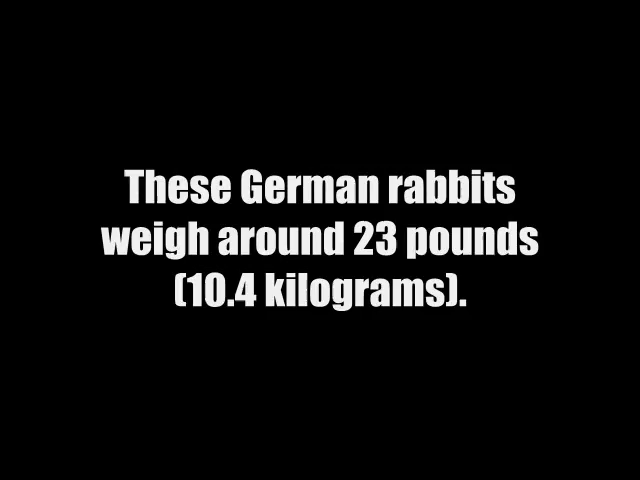 These German rabbits
weigh around 23 pounds
(10.4 kilograms).